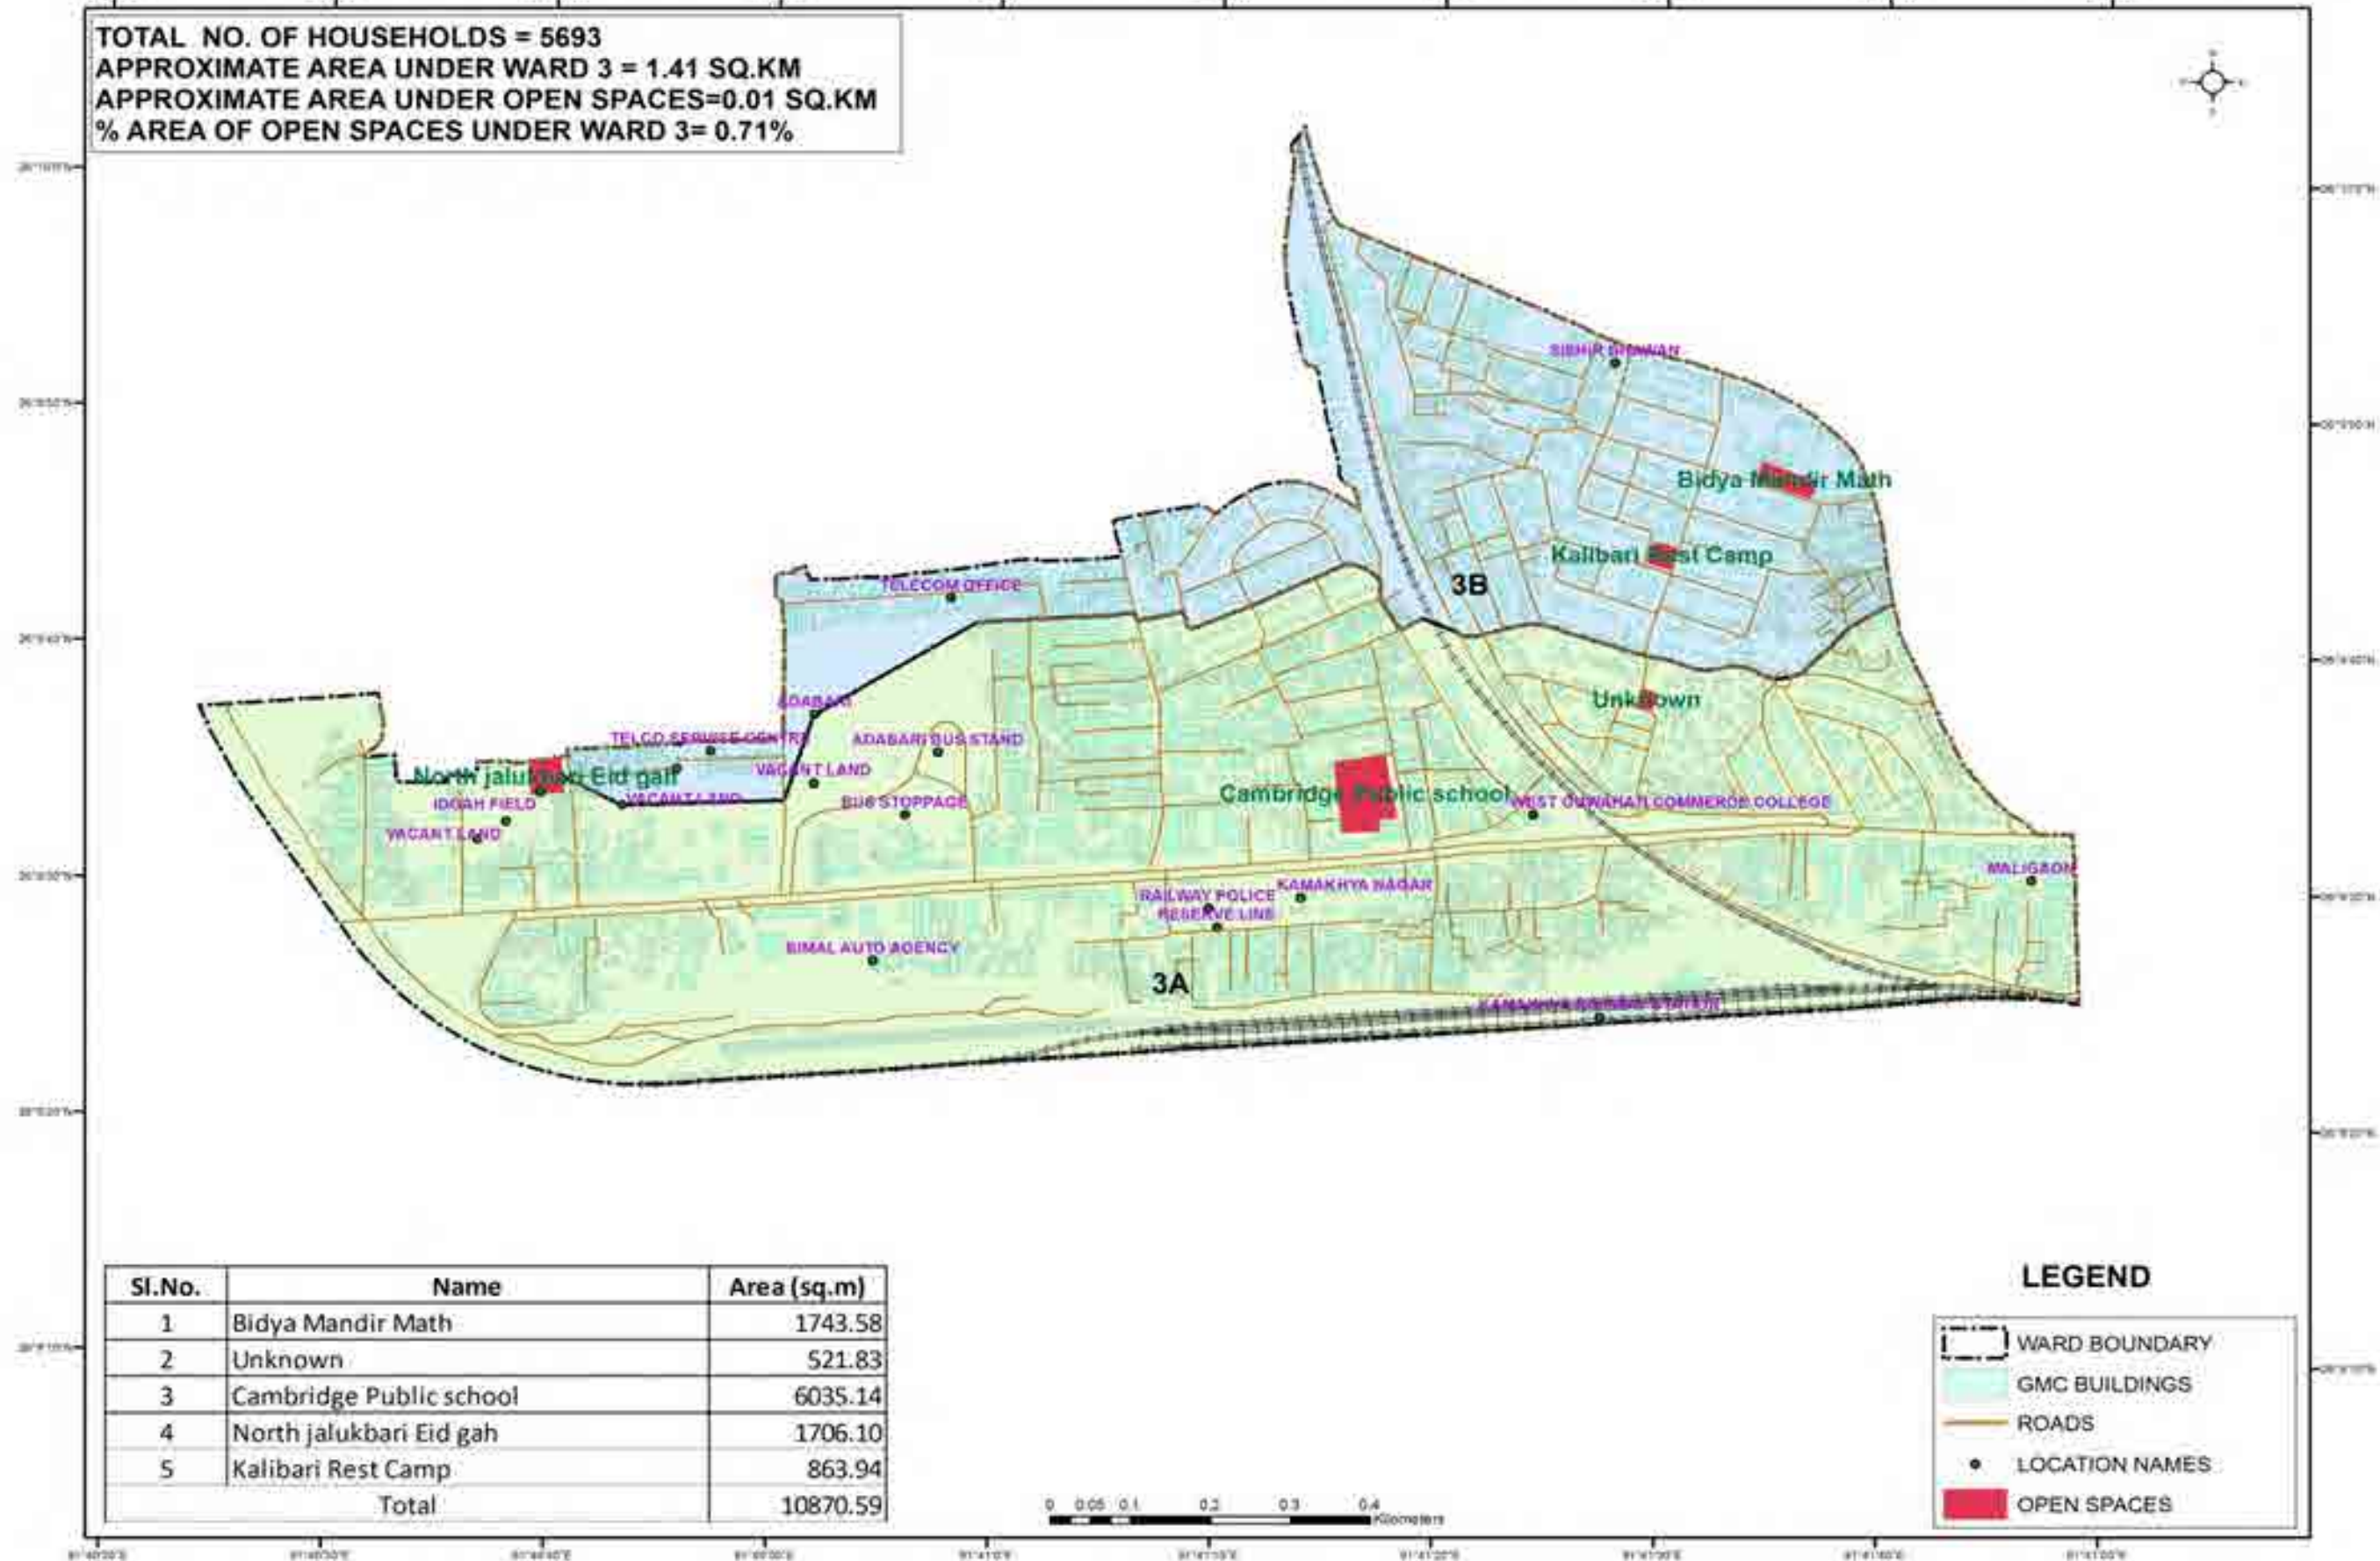 TOTAL NO. OF HOUSEHOLDS = 5693
APPROXIMATE AREA UNDER WARD 3 = 1.41 SQ.KM
APPROXIMATE AREA UNDER OPEN SPACES=0.01 SQ.KM
% AREA OF OPEN SPACES UNDER WARD 3= 0.71%
SIBHIR BHAWAN
Bidya Mandir Math
Kalibari Rest Camp
3B
TELECOM OFFICE
Unknown
ADABARI
TELCO SERVISE CENTRE
ADABARI BUS STAND
VACANT LAND
North jalukbari Eid gah
VACANT LAND
BUS STOPPAGE
Cambridge Public school
WEST GUWAHATI COMMERCE COLLEGE
IDGAH FIELD
VACANT LAND
MALIGAON
KAMAKHYA NAGAR
RAILWAY POLICE
RESERVE LINE
BIMAL AUTO AGENCY
3A
Sl.No. Name Area (sq.m)
1 Bidya Mandir Math 1743.58
2 Unknown 521.83
3 Cambridge Public school 6035.14
4 North jalukbari Eid gah 1706.10
5 Kalibari Rest Camp 863.94
Total 10870.59
0 0.05 0.1 0.2 0.3 0.4
Kilometers
LEGEND
WARD BOUNDARY
GMC BUILDINGS
ROADS
LOCATION NAMES
OPEN SPACES